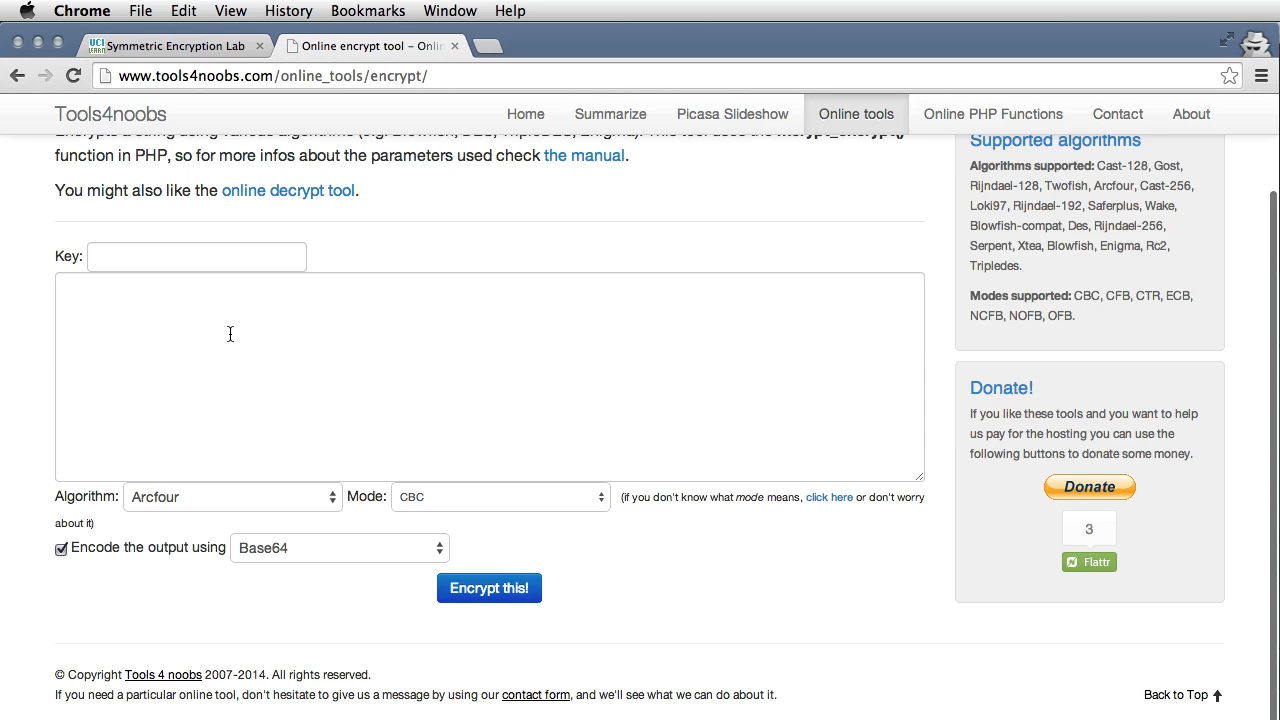 Chrome File Edit View History Bookmarks Window Help
UCI LEARN Symmetric Encryption Lab × Online encrypt tool – Onlin ×
www.tools4noobs.com/online_tools/encrypt/
Tools4noobs Home Summarize Picasa Slideshow Online tools Online PHP Functions Contact About
function in PHP, so for more infos about the parameters used check the manual.
You might also like the online decrypt tool.
Key:
Algorithm: Arcfour Mode: CBC (if you don't know what mode means, click here or don't worry
about it)
Encode the output using Base64
Encrypt this!
Supported algorithms
Algorithms supported: Cast-128, Gost,
Rijndael-128, Twofish, Arcfour, Cast-256,
Loki97, Rijndael-192, Saferplus, Wake,
Blowfish-compat, Des, Rijndael-256,
Serpent, Xtea, Blowfish, Enigma, Rc2,
Tripledes.
Modes supported: CBC, CFB, CTR, ECB,
NCFB, NOFB, OFB.
Donate!
If you like these tools and you want to help
us pay for the hosting you can use the
following buttons to donate some money.
Donate
3
Flattr
© Copyright Tools 4 noobs 2007-2014. All rights reserved.
If you need a particular online tool, don't hesitate to give us a message by using our contact form, and we'll see what we can do about it.
Back to Top